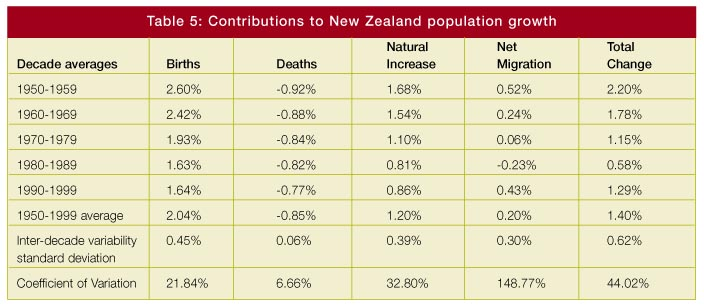 Table 5: Contributions to New Zealand population growth
Decade averages Births Deaths Natural Increase Net Migration Total Change
1950-1959 2.60% -0.92% 1.68% 0.52% 2.20%
1960-1969 2.42% -0.88% 1.54% 0.24% 1.78%
1970-1979 1.93% -0.84% 1.10% 0.06% 1.15%
1980-1989 1.63% -0.82% 0.81% -0.23% 0.58%
1990-1999 1.64% -0.77% 0.86% 0.43% 1.29%
1950-1999 average 2.04% -0.85% 1.20% 0.20% 1.40%
Inter-decade variability
standard deviation 0.45% 0.06% 0.39% 0.30% 0.62%
Coefficient of Variation 21.84% 6.66% 32.80% 148.77% 44.02%